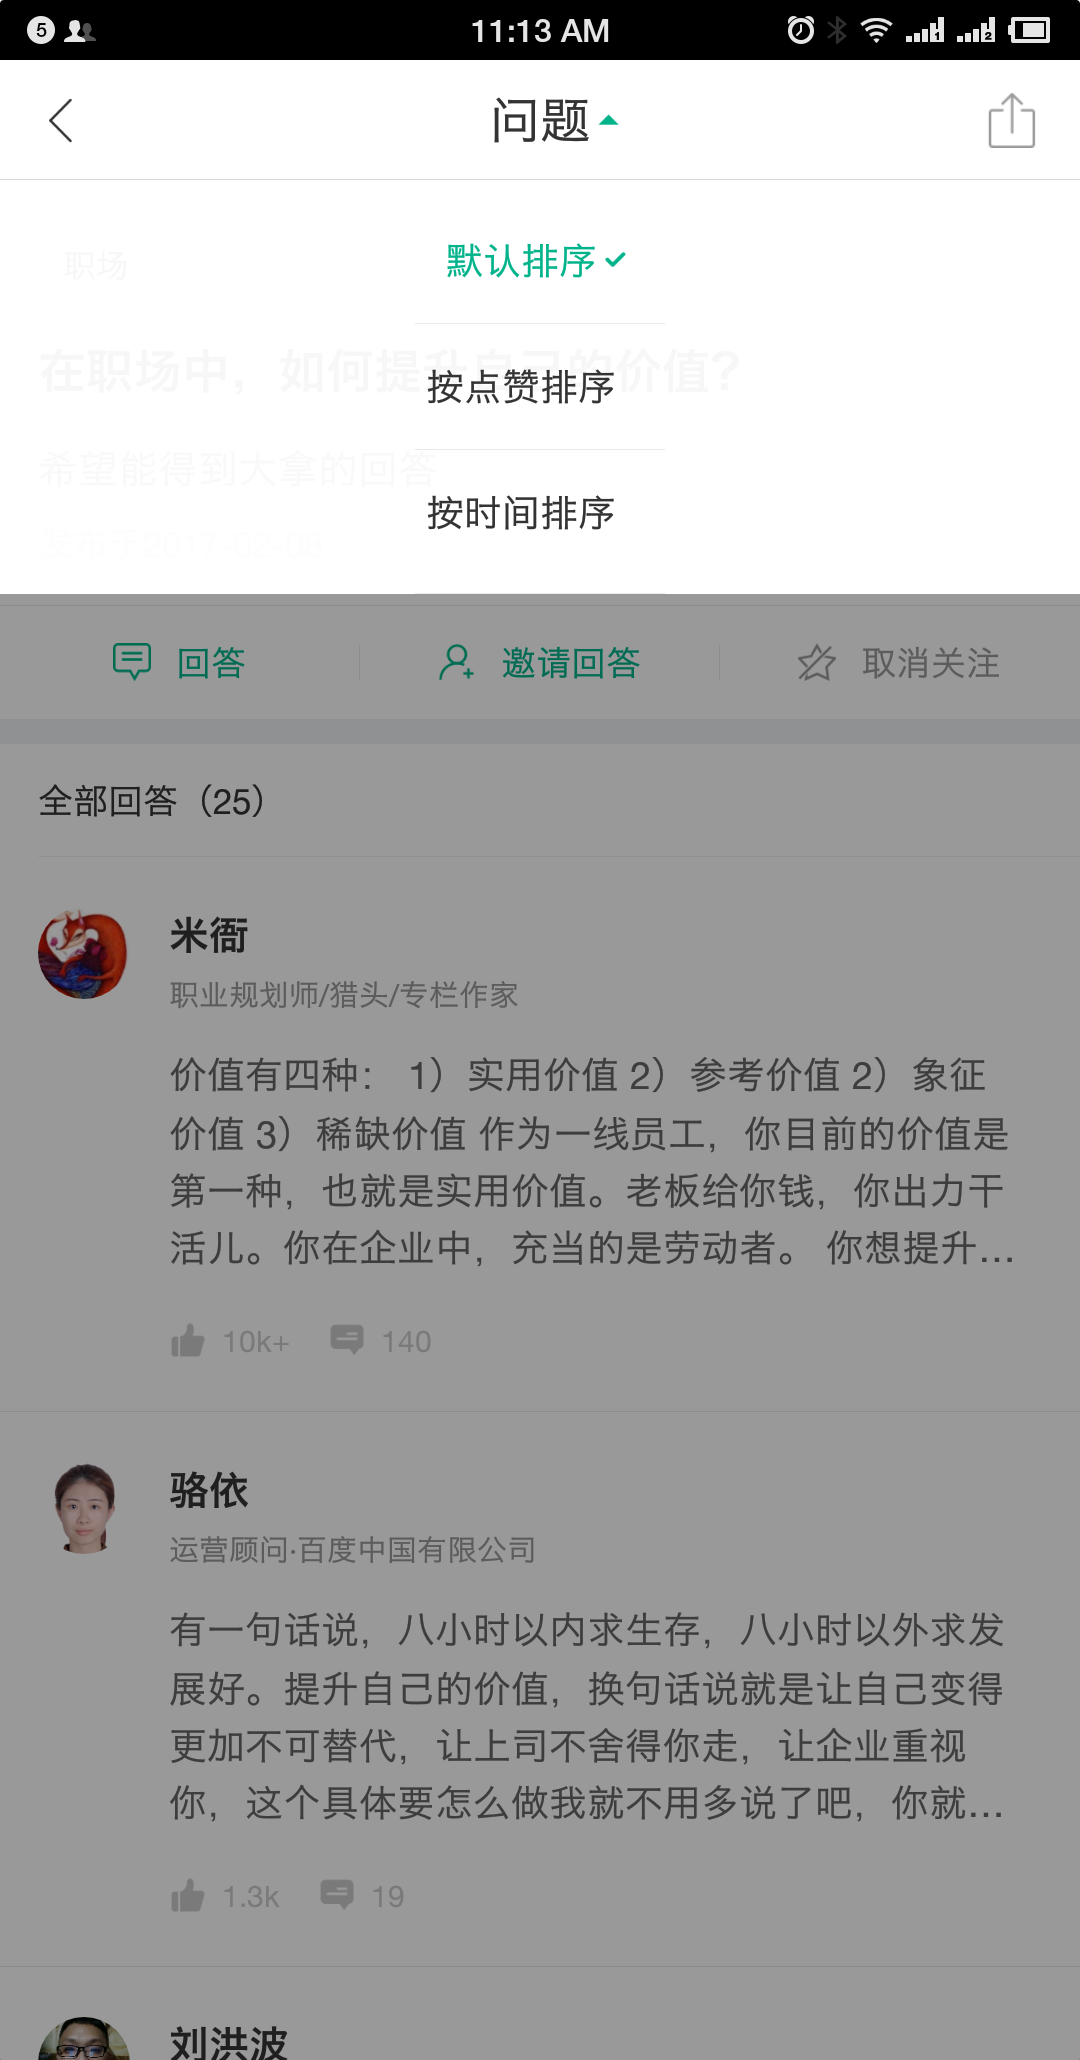 5
11:13 AM
1
2
问题
职场
默认排序
在职场中，如何提升自己的价值?
按点赞排序
希望能得到大拿的回答
按时间排序
发布于2017-02-08
回答
邀请回答
取消关注
全部回答（25）
米衙
职业规划师/猎头/专栏作家
价值有四种： 1）实用价值 2）参考价值 2）象征
价值 3）稀缺价值 作为一线员工，你目前的价值是
第一种，也就是实用价值。老板给你钱，你出力干
活儿。你在企业中，充当的是劳动者。 你想提升...
10k+
140
骆依
运营顾问·百度中国有限公司
有一句话说，八小时以内求生存，八小时以外求发
展好。提升自己的价值，换句话说就是让自己变得
更加不可替代，让上司不舍得你走，让企业重视
你，这个具体要怎么做我就不用多说了吧，你就...
1.3k
19
刘洪波